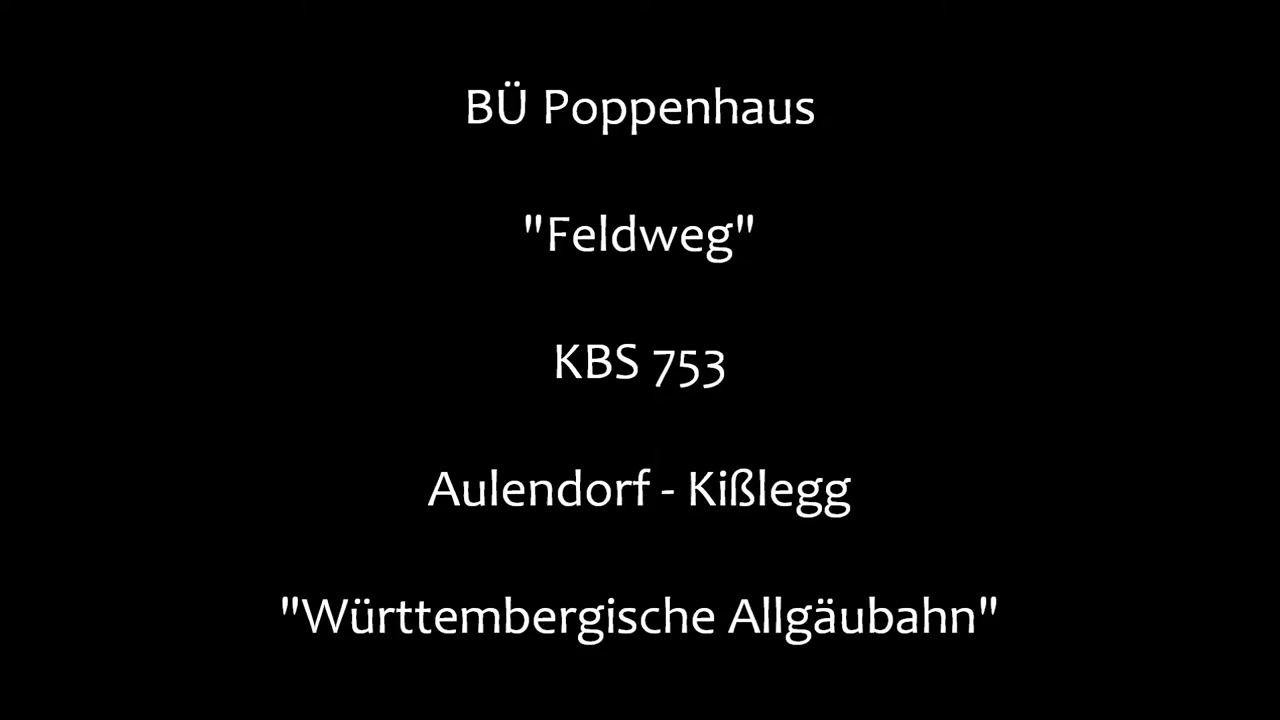 BÜ Poppenhaus
"Feldweg"
KBS 753
Aulendorf - Kißlegg
"Württembergische Allgäubahn"